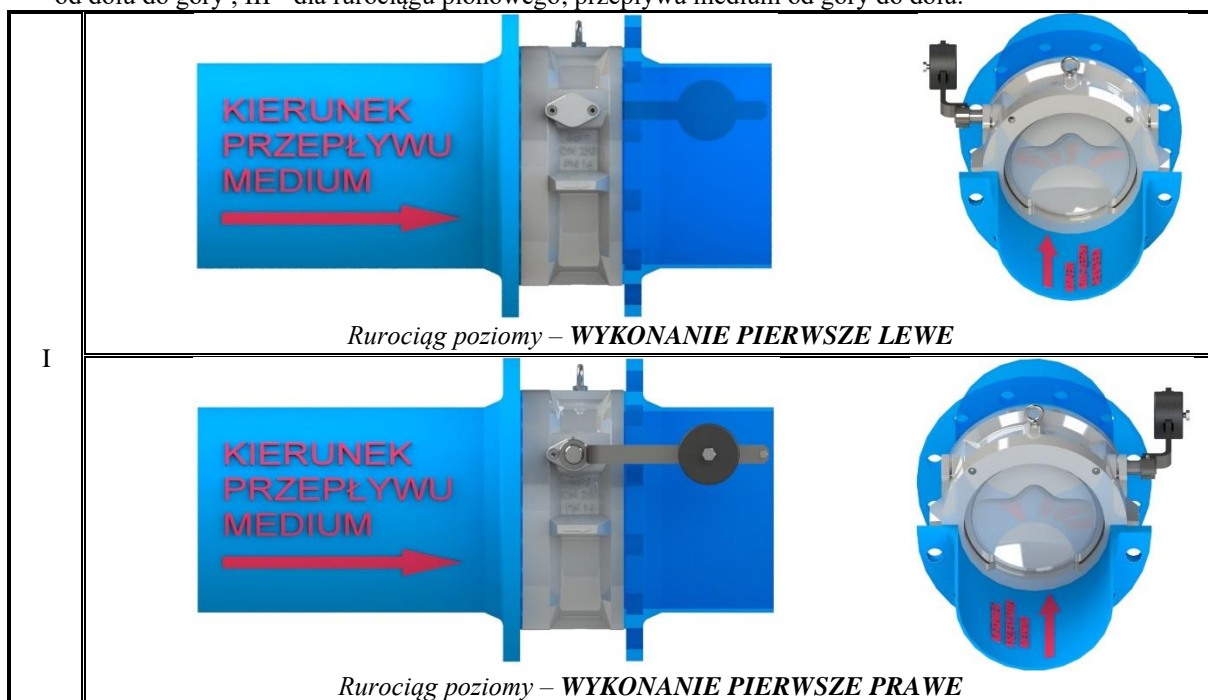 od dołu do góry , III - dla rurociągu pionowego, przepływu medium od góry do dołu.
I
KIERUNEK
PRZEPŁYWU
MEDIUM
Rurociąg poziomy – WYKONANIE PIERWSZE LEWE
KIERUNEK
PRZEPŁYWU
MEDIUM
Rurociąg poziomy – WYKONANIE PIERWSZE PRAWE